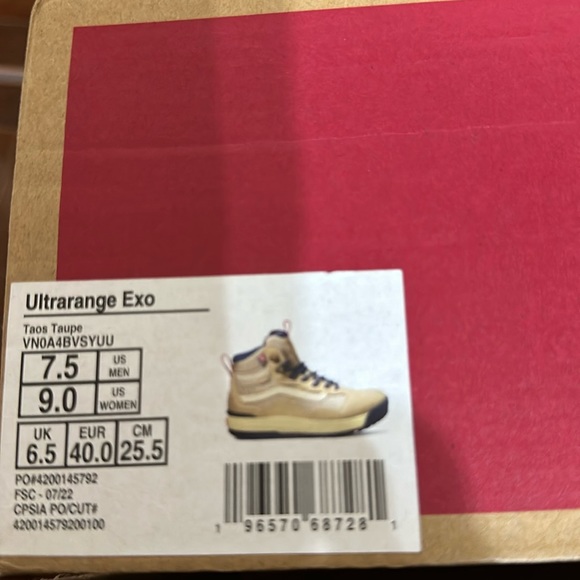 Ultrarange Exo
Taos Taupe
VN0A4BVSYUU
7.5 US MEN
9.0 US WOMEN
UK EUR CM
6.5 40.0 25.5
PO#4200145792
FSC - 07/22
CPSIA PO/CUT#
420014579200100
1 96570 68728 1